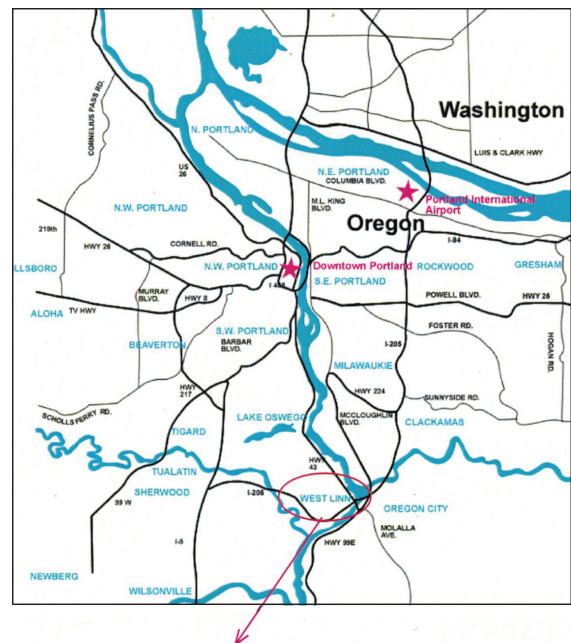 Washington
CORNELIUS PASS RD.
N. PORTLAND
LUIS & CLARK HWY
US
26
N.E. PORTLAND
COLUMBIA BLVD.
Portland International
Airport
M.L. KING
BLVD.
N.W. PORTLAND
Oregon
219th
HWY 26
CORNELL RD.
I-84
N.W. PORTLAND
Downtown Portland
ROCKWOOD
GRESHAM
LLSBORO
MURRAY
BLVD.
HWY 8
I 405
S.E. PORTLAND
POWELL BLVD.
HWY 26
ALOHA
TV HWY
S.W. PORTLAND
BARBAR
BLVD.
FOSTER RD.
BEAVERTON
I-205
HOGAN RD.
MILAWAUKIE
HWY
217
HWY 224
SUNNYSIDE RD.
SCHOLLS FERRY RD.
LAKE OSWEGO
MCCLOUGHLIN
BLVD.
CLACKAMAS
TIGARD
HWY
43
TUALATIN
SHERWOOD
I-205
WEST LINN
OREGON CITY
99 W
MOLALLA
AVE.
I-5
HWY 99E
NEWBERG
WILSONVILLE